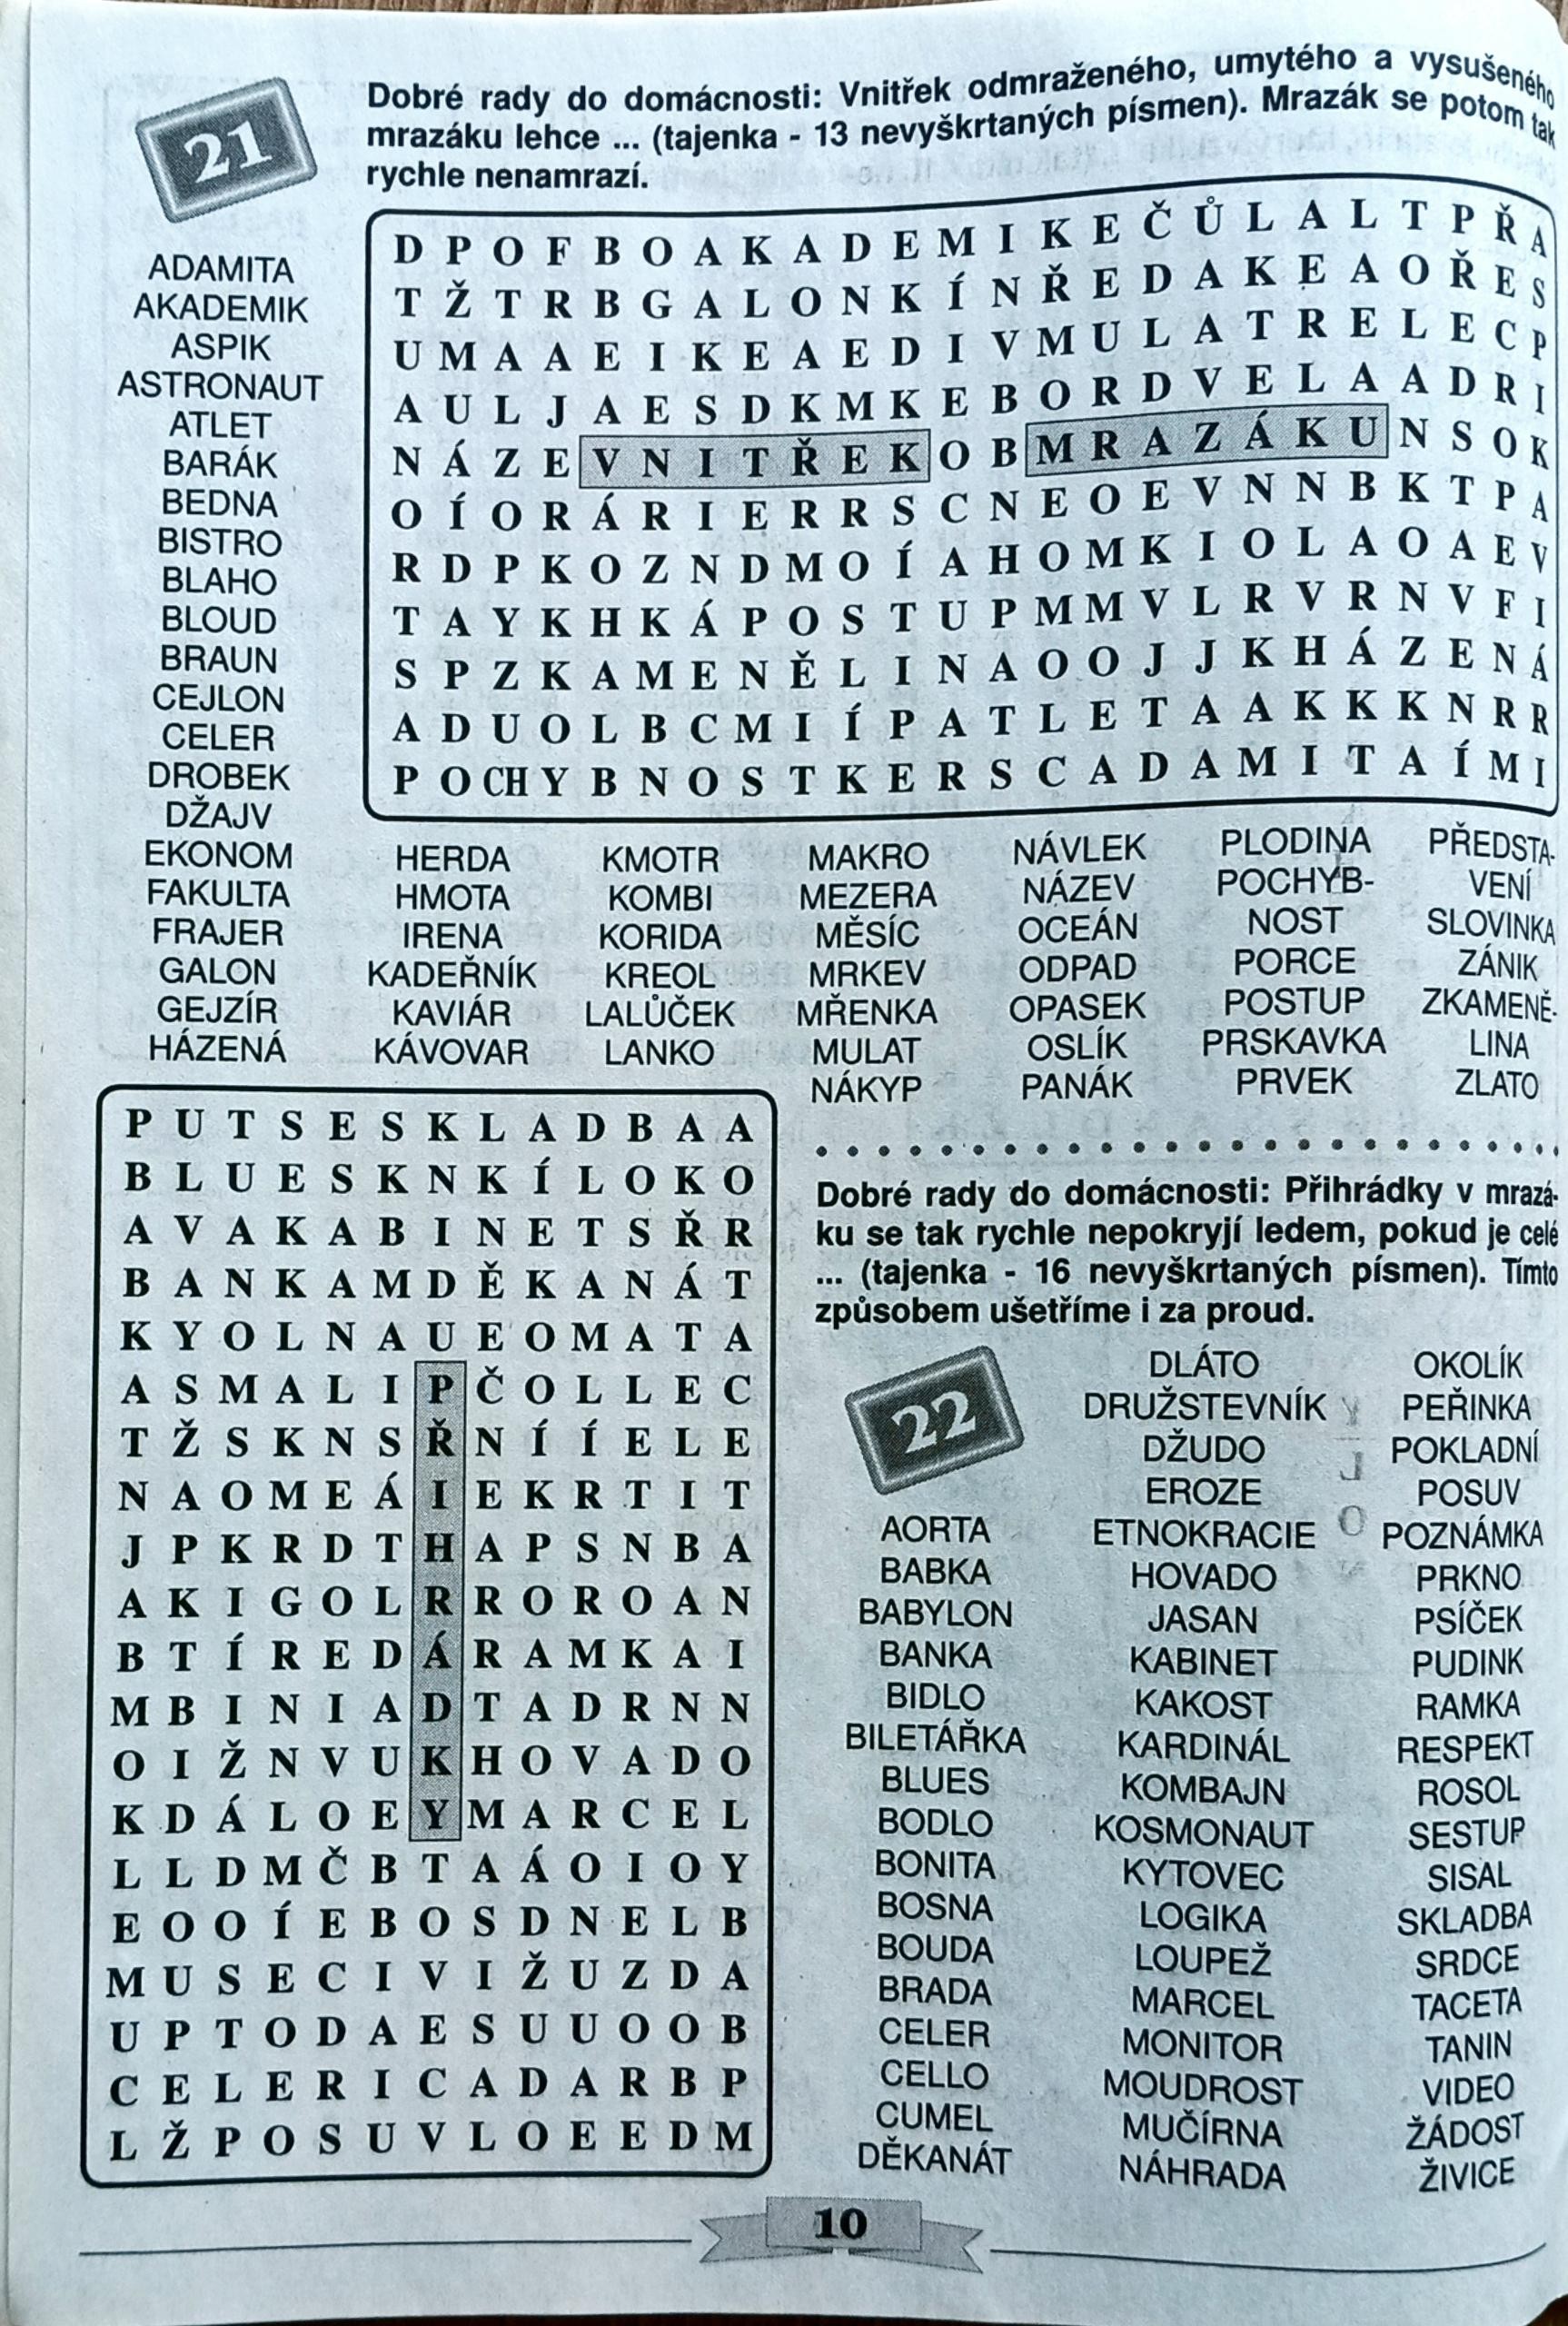 21
Dobré rady do domácnosti: Vnitřek odmraženého, umytého a vysušeného
mrazáku lehce ... (tajenka - 13 nevyškrtaných písmen). Mrazák se potom tak
rychle nenamrazí.
D P O F B O A K A D E M I K E Č Ů L A L T P Ř A
T Ž T R B G A L O N K Í N Ř E D A K E A O Ř E S
U M A A E I K E A E D I V M U L A T R E L E C P
A U L J A E S D K M K E B O R D V E L A A D R I
N Á Z E V N I T Ř E K O B M R A Z Á K U N S O K
O Í O R Á R I E R R S C N E O E V N N B K T P A
R D P K O Z N D M O Í A H O M K I O L A O A E V
T A Y K H K Á P O S T U P M M V L R V R N V F I
S P Z K A M E N Ě L I N A O O J J K H Á Z E N Á
A D U O L B C M I Í P A T L E T A A K K K N R R
P O CH Y B N O S T K E R S C A D A M I T A Í M I
ADAMITA
AKADEMIK
ASPIK
ASTRONAUT
ATLET
BARÁK
BEDNA
BISTRO
BLAHO
BLOUD
BRAUN
CEJLON
CELER
DROBEK
DŽAJV
EKONOM
FAKULTA
FRAJER
GALON
GEJZÍR
HÁZENÁ
HERDA
HMOTA
IRENA
KADEŘNÍK
KAVIÁR
KÁVOVAR
KMOTR
KOMBI
KORIDA
KREOL
LALŮČEK
LANKO
MAKRO
MEZERA
MĚSÍC
MRKEV
MŘENKA
MULAT
NÁKYP
NÁVLEK
NÁZEV
OCEÁN
ODPAD
OPASEK
OSLÍK
PANÁK
PLODINA
POCHYB-
NOST
PORCE
POSTUP
PRSKAVKA
PRVEK
PŘEDSTA-
VENÍ
SLOVINKA
ZÁNIK
ZKAMENĚ-
LINA
ZLATO
P U T S E S K L A D B A A
B L U E S K N K Í L O K O
A V A K A B I N E T S Ř R
B A N K A M D Ě K A N Á T
K Y O L N A U E O M A T A
A S M A L I P Č O L L E C
T Ž S K N S Ř N Í Í E L E
N A O M E Á I E K R T I T
J P K R D T H A P S N B A
A K I G O L R R O R O A N
B T Í R E D Á R A M K A I
M B I N I A D T A D R N N
O I Ž N V U K H O V A D O
K D Á L O E Y M A R C E L
L L D M Č B T A Á O I O Y
E O O Í E B O S D N E L B
M U S E C I V I Ž U Z D A
U P T O D A E S U U O O B
C E L E R I C A D A R B P
L Ž P O S U V L O E E D M
Dobré rady do domácnosti: Přihrádky v mrazá-
ku se tak rychle nepokryjí ledem, pokud je celé
... (tajenka - 16 nevyškrtaných písmen). Tímto
způsobem ušetříme i za proud.
22
AORTA
BABKA
BABYLON
BANKA
BIDLO
BILETÁŘKA
BLUES
BODLO
BONITA
BOSNA
BOUDA
BRADA
CELER
CELLO
CUMEL
DĚKANÁT
DLÁTO
DRUŽSTEVNÍK
DŽUDO
EROZE
ETNOKRACIE
HOVADO
JASAN
KABINET
KAKOST
KARDINÁL
KOMBAJN
KOSMONAUT
KYTOVEC
LOGIKA
LOUPEŽ
MARCEL
MONITOR
MOUDROST
MUČÍRNA
NÁHRADA
OKOLÍK
PEŘINKA
POKLADNÍ
POSUV
POZNÁMKA
PRKNO
PSÍČEK
PUDINK
RAMKA
RESPEKT
ROSOL
SESTUP
SISAL
SKLADBA
SRDCE
TACETA
TANIN
VIDEO
ŽÁDOST
ŽIVICE
10